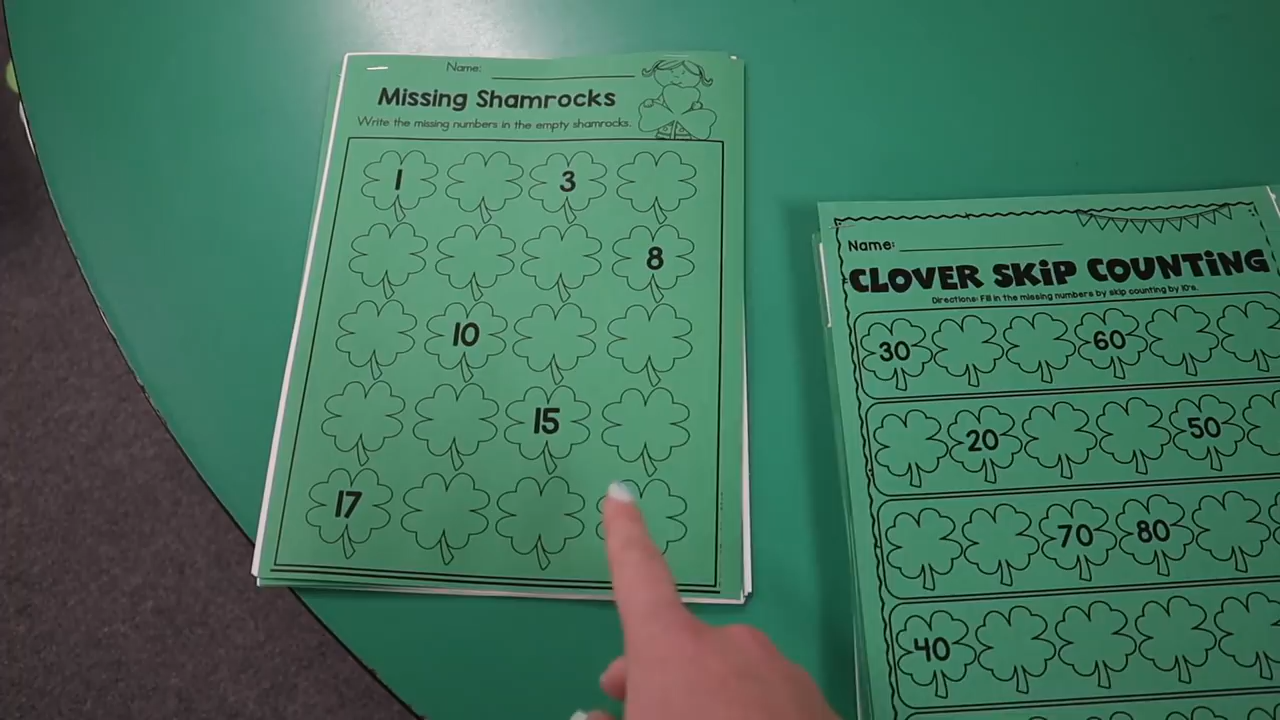 Name:
Missing Shamrocks
Write the missing numbers in the empty shamrocks.
1 3
8
10
15
17
Name:
CLOVER SKIP COUNTING
Directions: Fill in the missing numbers by skip counting by 10's.
30 60
20 50
70 80
40